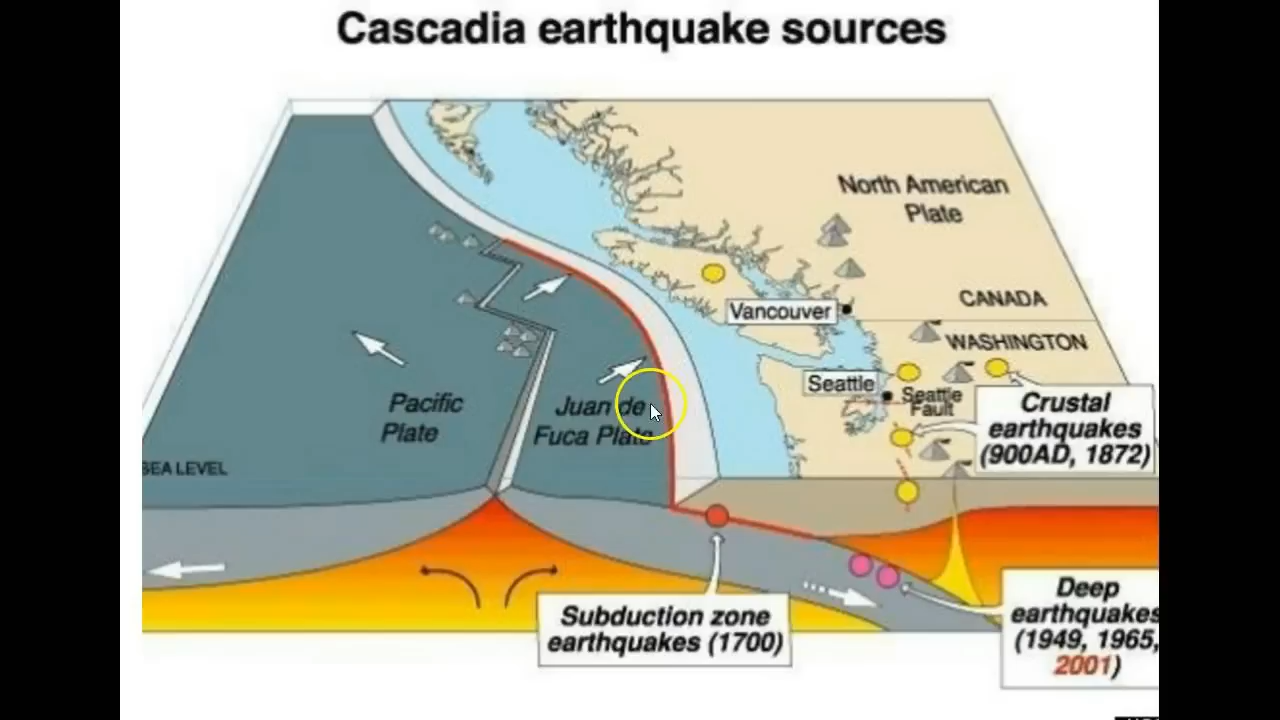 Cascadia earthquake sources
North American
Plate
CANADA
Vancouver
WASHINGTON
Seattle
Seattle
Fault
Crustal
earthquakes
(900AD, 1872)
Pacific
Plate
Juan de
Fuca Plate
SEA LEVEL
Subduction zone
earthquakes (1700)
Deep
earthquakes
(1949, 1965,
2001)